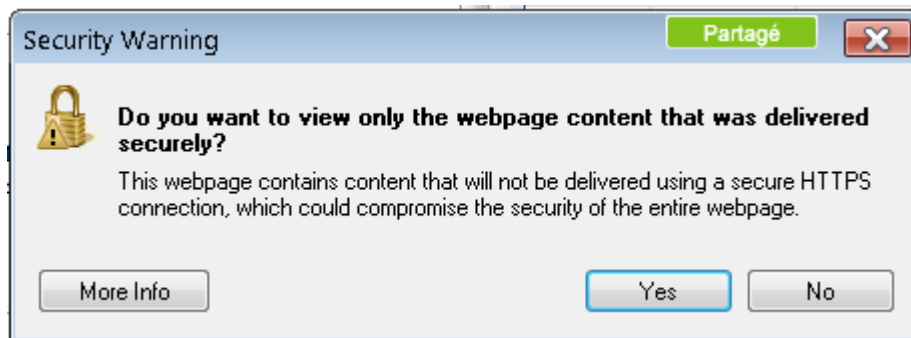 Security Warning
Partagé
Do you want to view only the webpage content that was delivered
securely?
This webpage contains content that will not be delivered using a secure HTTPS
connection, which could compromise the security of the entire webpage.
More Info
Yes
No